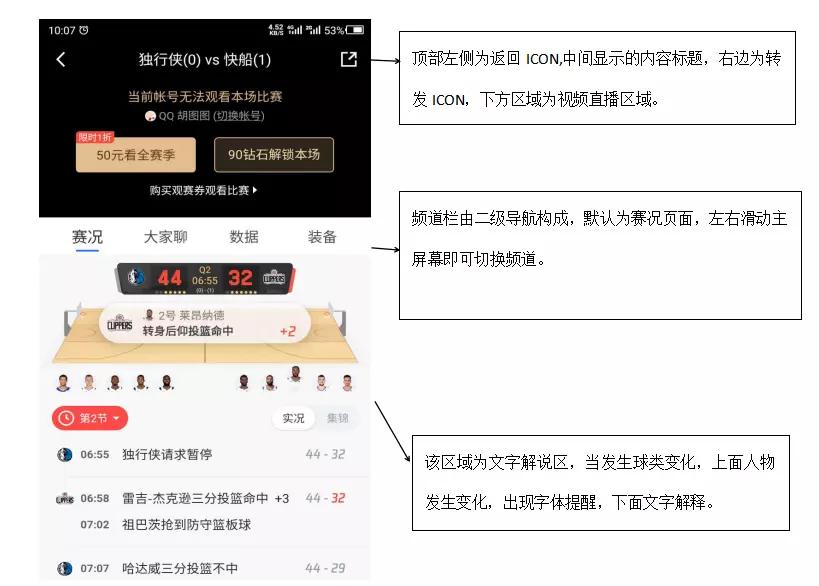 10:07
4.52 KB/S 4G 2G 53%
独行侠(0) vs 快船(1)
当前帐号无法观看本场比赛
QQ 胡图图 (切换帐号)
限时1折
50元看全赛季
90钻石解锁本场
购买观赛券观看比赛
赛况 大家聊 数据 装备
44 Q2 32
06:55
(0) - (1)
CLIPPERS
CLIPPERS
2号 莱昂纳德
转身后仰投篮命中 +2
第2节
实况 集锦
06:55 独行侠请求暂停 44 - 32
CLIPPERS 06:58 雷吉-杰克逊三分投篮命中 +3 44 - 32
07:02 祖巴茨抢到防守篮板球
07:07 哈达威三分投篮不中 44 - 29
顶部左侧为返回 ICON,中间显示的内容标题，右边为转
发 ICON，下方区域为视频直播区域。
频道栏由二级导航构成，默认为赛况页面，左右滑动主
屏幕即可切换频道。
该区域为文字解说区，当发生球类变化，上面人物
发生变化，出现字体提醒，下面文字解释。